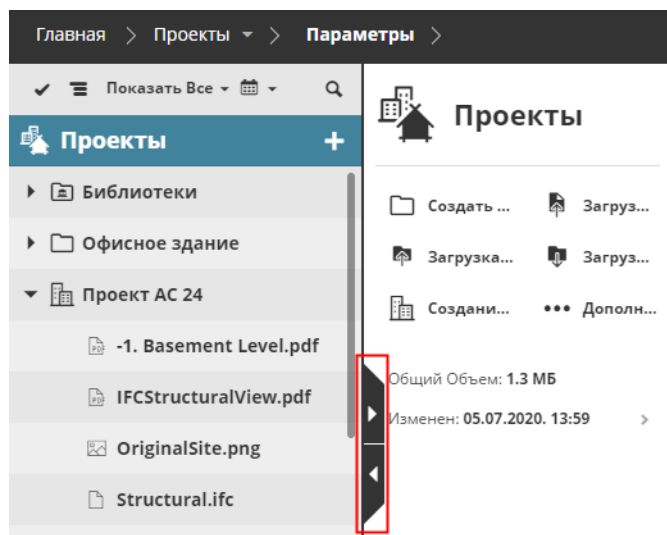 Главная > Проекты > Параметры >
Показать Все
Проекты
Библиотеки
Офисное здание
Проект АС 24
-1. Basement Level.pdf
IFCStructuralView.pdf
OriginalSite.png
Structural.ifc
Проекты
Создать ... Загруз...
Загрузка... Загруз...
Создани... Дополн...
Общий Объем: 1.3 МБ
Изменен: 05.07.2020. 13:59